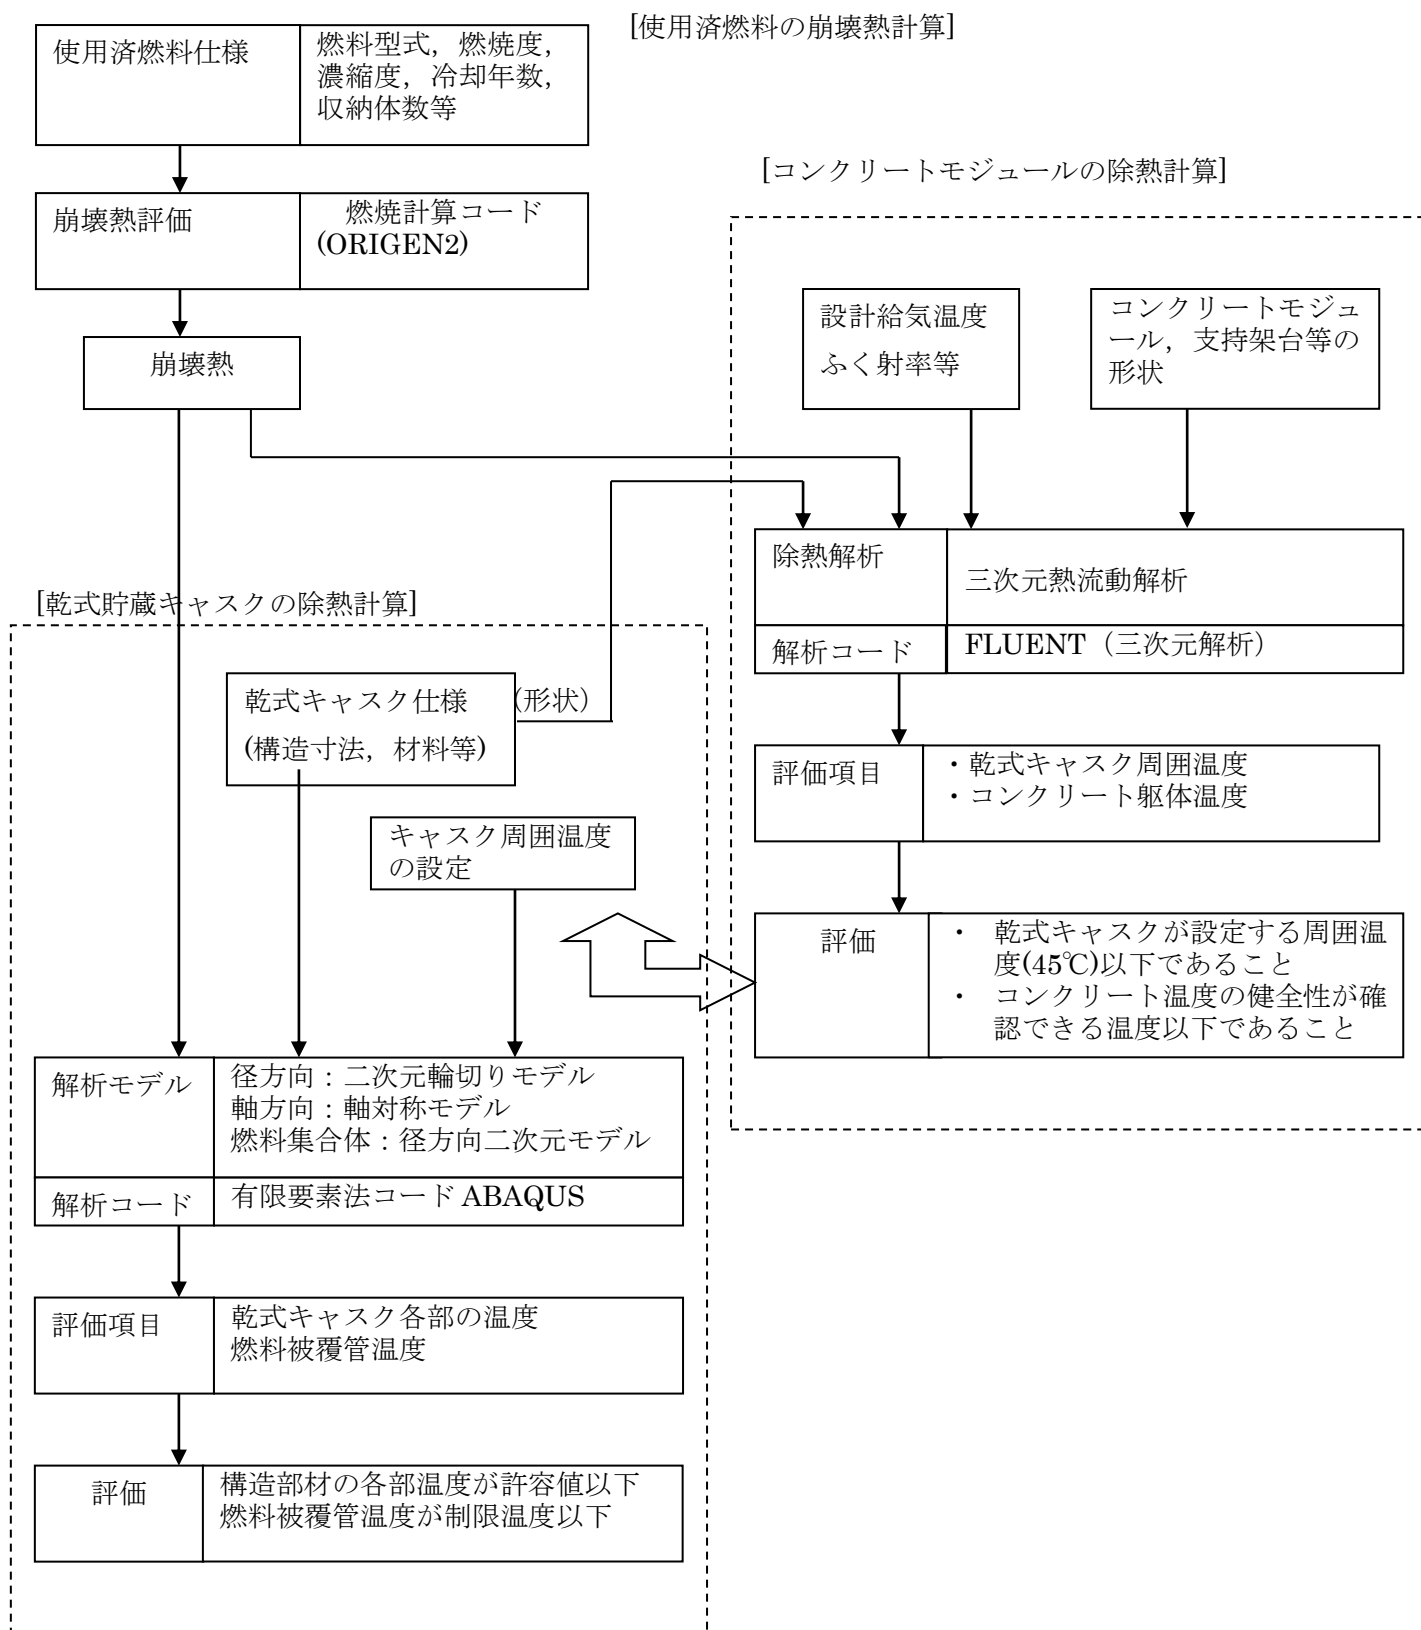 [使用済燃料の崩壊熱計算]
使用済燃料仕様
燃料型式，燃焼度，
濃縮度，冷却年数，
収納体数等
崩壊熱評価
燃焼計算コード
(ORIGEN2)
崩壊熱
[コンクリートモジュールの除熱計算]
設計給気温度
ふく射率等
コンクリートモジュ
ール，支持架台等の
形状
除熱解析
三次元熱流動解析
解析コード
FLUENT（三次元解析）
評価項目
・乾式キャスク周囲温度
・コンクリート躯体温度
評価
・ 乾式キャスクが設定する周囲温
度(45℃)以下であること
・ コンクリート温度の健全性が確
認できる温度以下であること
[乾式貯蔵キャスクの除熱計算]
乾式キャスク仕様
(構造寸法，材料等)
（形状）
キャスク周囲温度
の設定
解析モデル
径方向：二次元輪切りモデル
軸方向：軸対称モデル
燃料集合体：径方向二次元モデル
解析コード
有限要素法コード ABAQUS
評価項目
乾式キャスク各部の温度
燃料被覆管温度
評価
構造部材の各部温度が許容値以下
燃料被覆管温度が制限温度以下